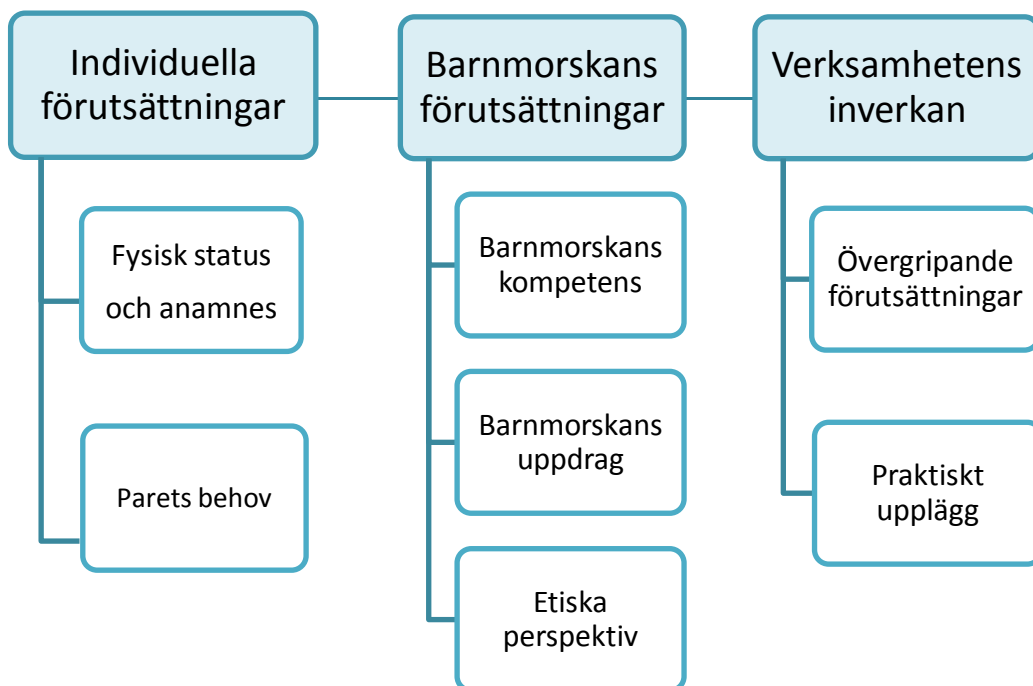 Individuella
förutsättningar
Fysisk status
och anamnes
Parets behov
Barnmorskans
förutsättningar
Barnmorskans
kompetens
Barnmorskans
uppdrag
Etiska
perspektiv
Verksamhetens
inverkan
Övergripande
förutsättningar
Praktiskt
upplägg